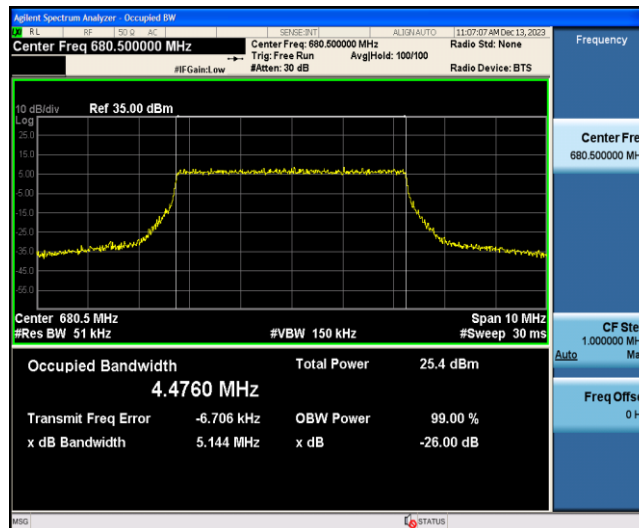 Agilent Spectrum Analyzer - Occupied BW
RL RF 50 Ω AC SENSE:INT ALIGN AUTO 11:07:07 AM Dec 13, 2023
Center Freq 680.500000 MHz
Center Freq: 680.500000 MHz
Radio Std: None
Trig: Free Run Avg|Hold: 100/100
#IFGain:Low
#Atten: 30 dB
Radio Device: BTS
10 dB/div Ref 35.00 dBm
Log
25.0
15.0
5.00
-5.00
-15.0
-25.0
-35.0
-45.0
-55.0
Center 680.5 MHz Span 10 MHz
#Res BW 51 kHz #VBW 150 kHz #Sweep 30 ms
Occupied Bandwidth Total Power 25.4 dBm
4.4760 MHz
Transmit Freq Error -6.706 kHz OBW Power 99.00 %
x dB Bandwidth 5.144 MHz x dB -26.00 dB
MSG STATUS
Frequency
Center Fre
680.500000 MH
CF Ste
1.000000 MH
Auto Ma
Freq Offse
0 H